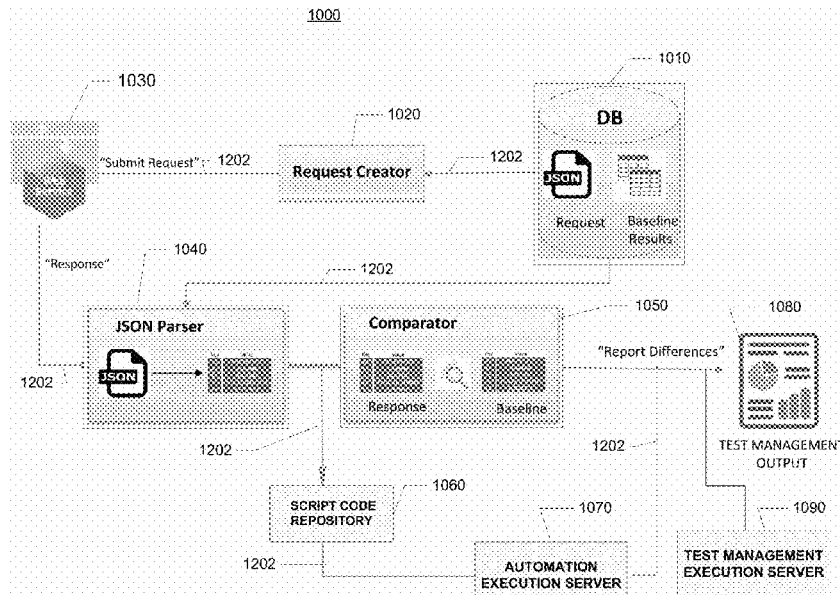 1000
1030
1010
1020
DB
"Submit Request"
1202
Request Creator
1202
JSON
Request
Baseline
Results
"Response"
1040
1202
1050
1080
JSON Parser
Comparator
"Report Differences"
JSON
1202
Response
Baseline
1202
1202
TEST MANAGEMENT
OUTPUT
1060
SCRIPT CODE
REPOSITORY
1070
1090
1202
AUTOMATION
EXECUTION SERVER
TEST MANAGEMENT
EXECUTION SERVER